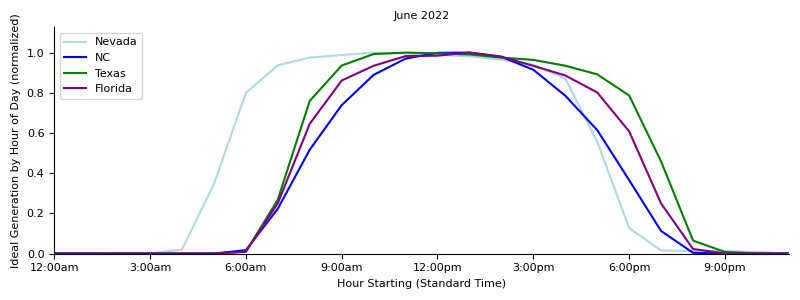 June 2022
Ideal Generation by Hour of Day (normalized)
1.0
0.8
0.6
0.4
0.2
0.0
Nevada
NC
Texas
Florida
12:00am 3:00am 6:00am 9:00am 12:00pm 3:00pm 6:00pm 9:00pm
Hour Starting (Standard Time)